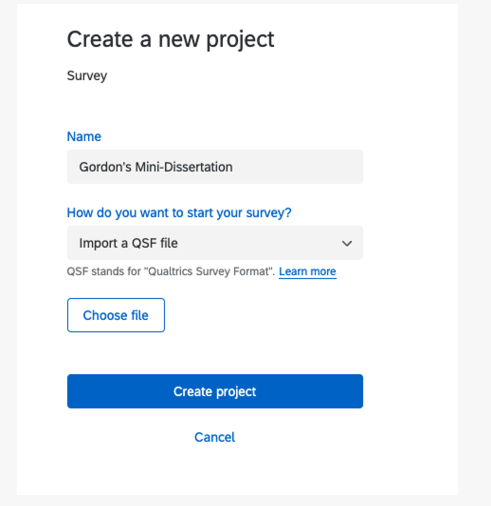 Create a new project
Survey
Name
Gordon's Mini-Dissertation
How do you want to start your survey?
Import a QSF file
QSF stands for "Qualtrics Survey Format". Learn more
Choose file
Create project
Cancel